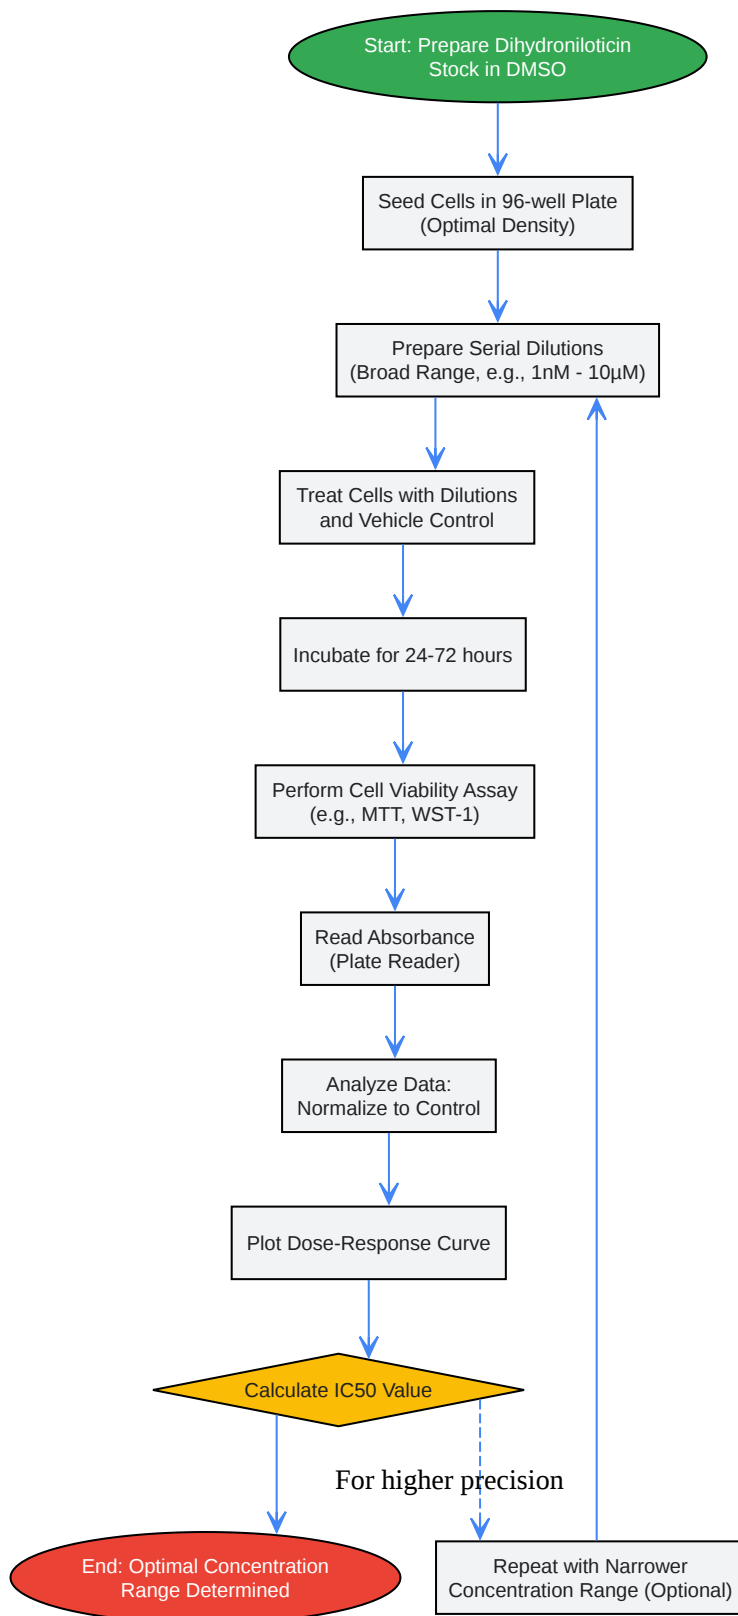 Start: Prepare Dihydroniloticin
Stock in DMSO
Seed Cells in 96-well Plate
(Optimal Density)
Prepare Serial Dilutions
(Broad Range, e.g., 1nM - 10µM)
Treat Cells with Dilutions
and Vehicle Control
Incubate for 24-72 hours
Perform Cell Viability Assay
(e.g., MTT, WST-1)
Read Absorbance
(Plate Reader)
Analyze Data:
Normalize to Control
Plot Dose-Response Curve
Calculate IC50 Value
For higher precision
End: Optimal Concentration
Range Determined
Repeat with Narrower
Concentration Range (Optional)